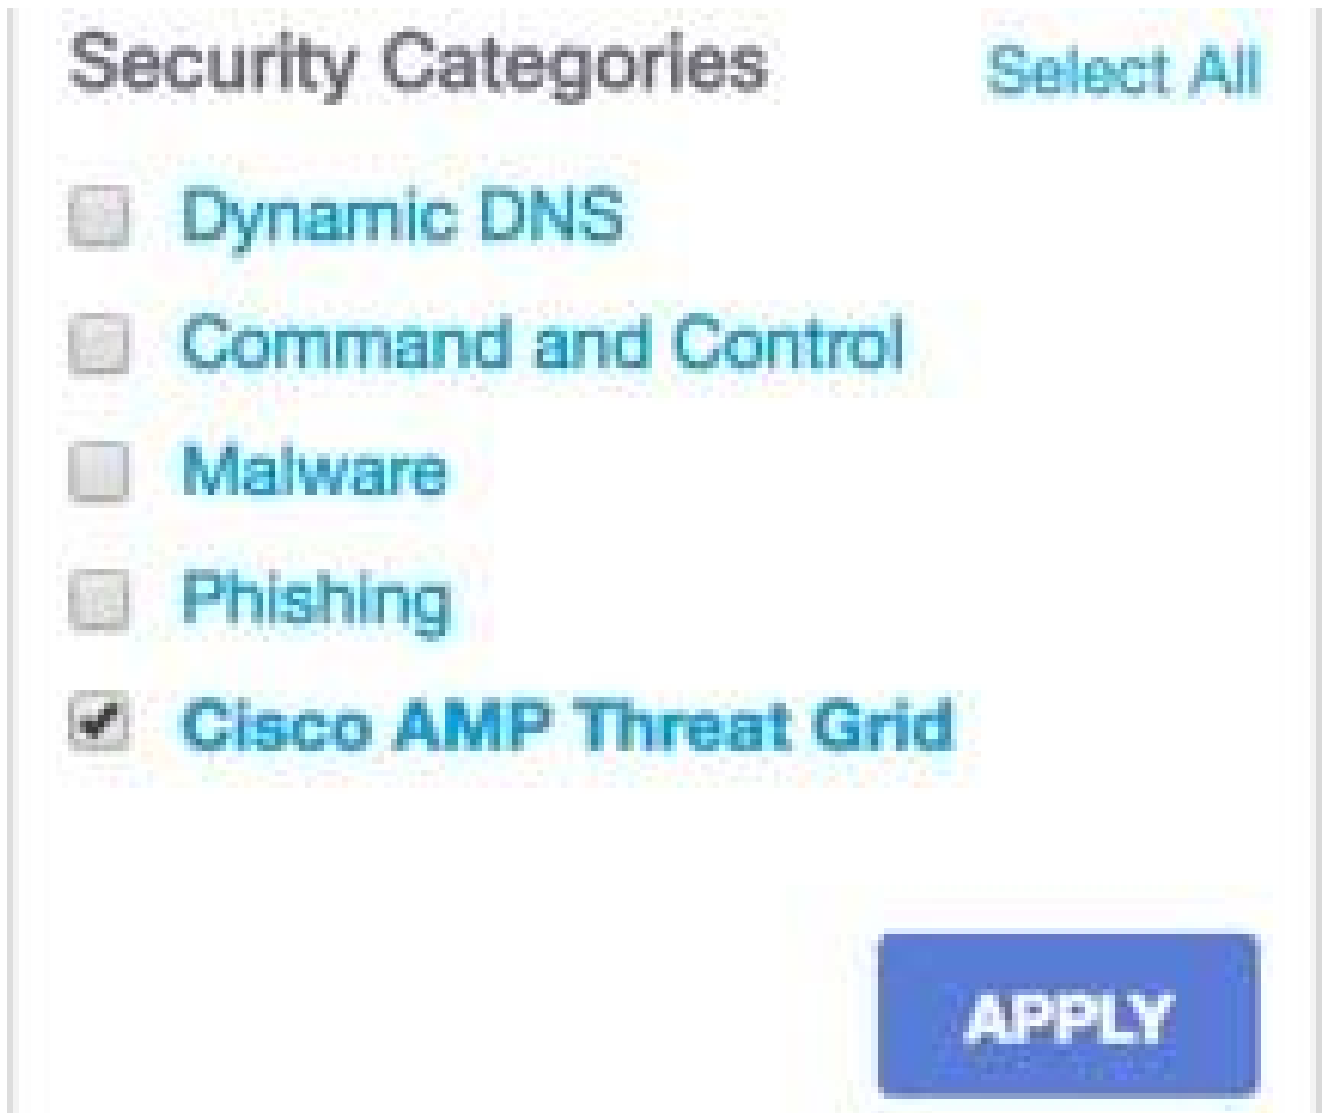 Security Categories Select All
Dynamic DNS
Command and Control
Malware
Phishing
Cisco AMP Threat Grid
APPLY